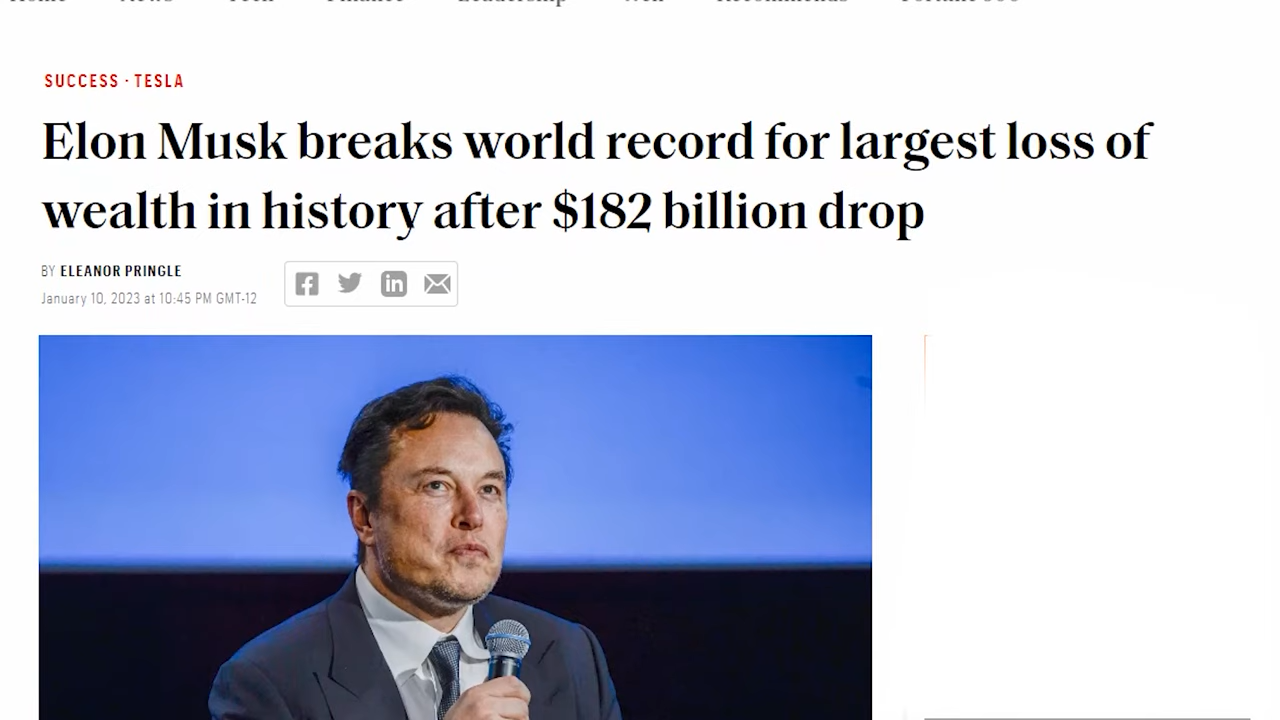 SUCCESS · TESLA
Elon Musk breaks world record for largest loss of
wealth in history after $182 billion drop
BY ELEANOR PRINGLE
January 10, 2023 at 10:45 PM GMT-12